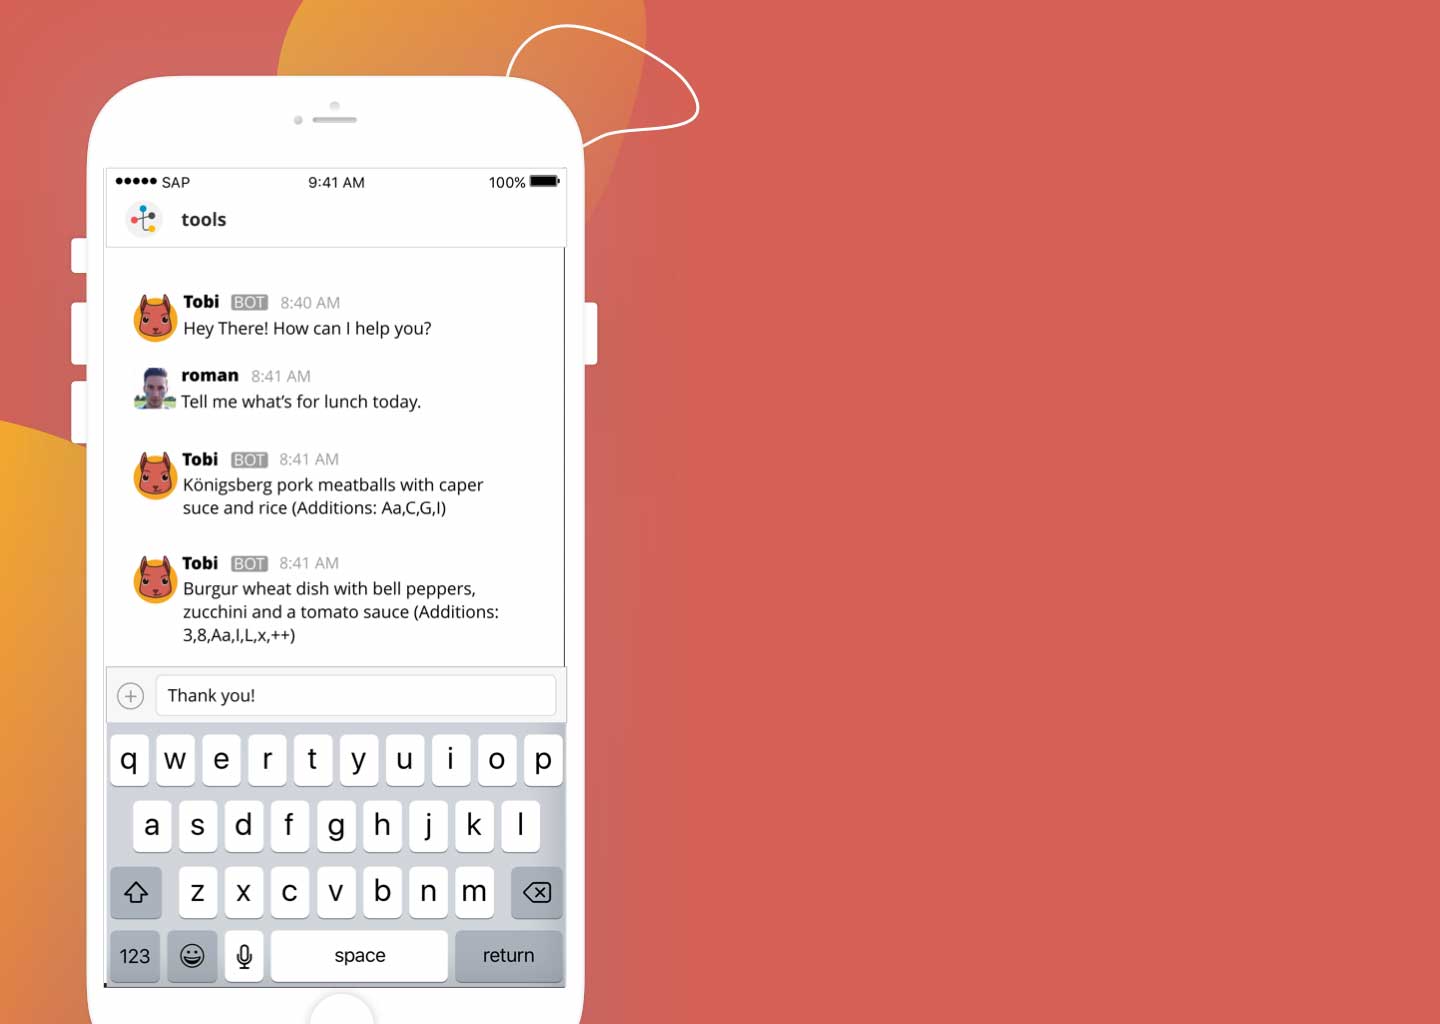 ••••• SAP 9:41 AM 100%
tools
Tobi BOT 8:40 AM
Hey There! How can I help you?
roman 8:41 AM
Tell me what's for lunch today.
Tobi BOT 8:41 AM
Königsberg pork meatballs with caper
suce and rice (Additions: Aa,C,G,I)
Tobi BOT 8:41 AM
Burgur wheat dish with bell peppers,
zucchini and a tomato sauce (Additions:
3,8,Aa,I,L,x,++)
Thank you!
q w e r t y u i o p
a s d f g h j k l
z x c v b n m
123 space return